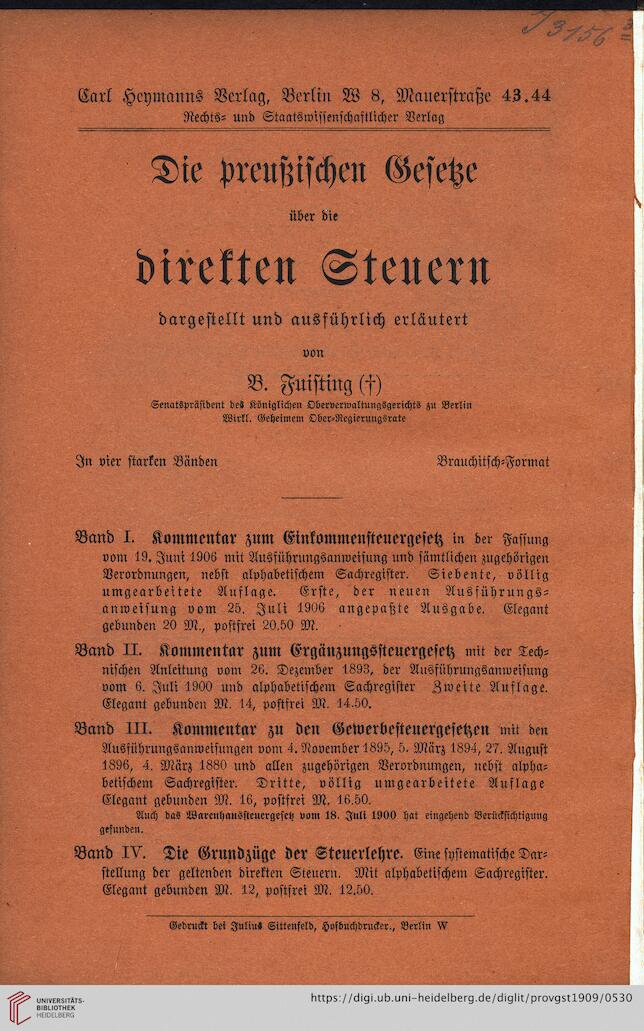 J 3156
Carl Heymanns Verlag, Berlin W 8, Mauerstraße 43.44
Rechts- und Staatswissenschaftlicher Verlag
Die preußischen Gesetze
über die
direkten Steuern
dargestellt und ausführlich erläutert
von
B. Fuisting (†)
Senatspräsident des Königlichen Oberverwaltungsgerichts zu Berlin
Wirkl. Geheimem Ober-Regierungsrate
In vier starken Bänden Brauchitsch-Format
Band I. Kommentar zum Einkommensteuergesetz in der Fassung
vom 19. Juni 1906 mit Ausführungsanweisung und sämtlichen zugehörigen
Verordnungen, nebst alphabetischem Sachregister. Siebente, völlig
umgearbeitete Auflage. Erste, der neuen Ausführungs-
anweisung vom 25. Juli 1906 angepaßte Ausgabe. Elegant
gebunden 20 M., postfrei 20,50 M.
Band II. Kommentar zum Ergänzungssteuergesetz mit der Tech-
nischen Anleitung vom 26. Dezember 1893, der Ausführungsanweisung
vom 6. Juli 1900 und alphabetischem Sachregister Zweite Auflage.
Elegant gebunden M. 14, postfrei M. 14.50.
Band III. Kommentar zu den Gewerbesteuergesetzen mit den
Ausführungsanweisungen vom 4. November 1895, 5. März 1894, 27. August
1896, 4. März 1880 und allen zugehörigen Verordnungen, nebst alpha-
betischem Sachregister. Dritte, völlig umgearbeitete Auflage
Elegant gebunden M. 16, postfrei M. 16,50.
Auch das Warenhaussteuergesetz vom 18. Juli 1900 hat eingehend Berücksichtigung
gefunden.
Band IV. Die Grundzüge der Steuerlehre. Eine systematische Dar-
stellung der geltenden direkten Steuern. Mit alphabetischem Sachregister.
Elegant gebunden M. 12, postfrei M. 12,50.
Gedruckt bei Julius Sittenfeld, Hofbuchdrucker., Berlin W
UNIVERSITÄTS-
BIBLIOTHEK
HEIDELBERG
https://digi.ub.uni-heidelberg.de/diglit/provgst1909/0530